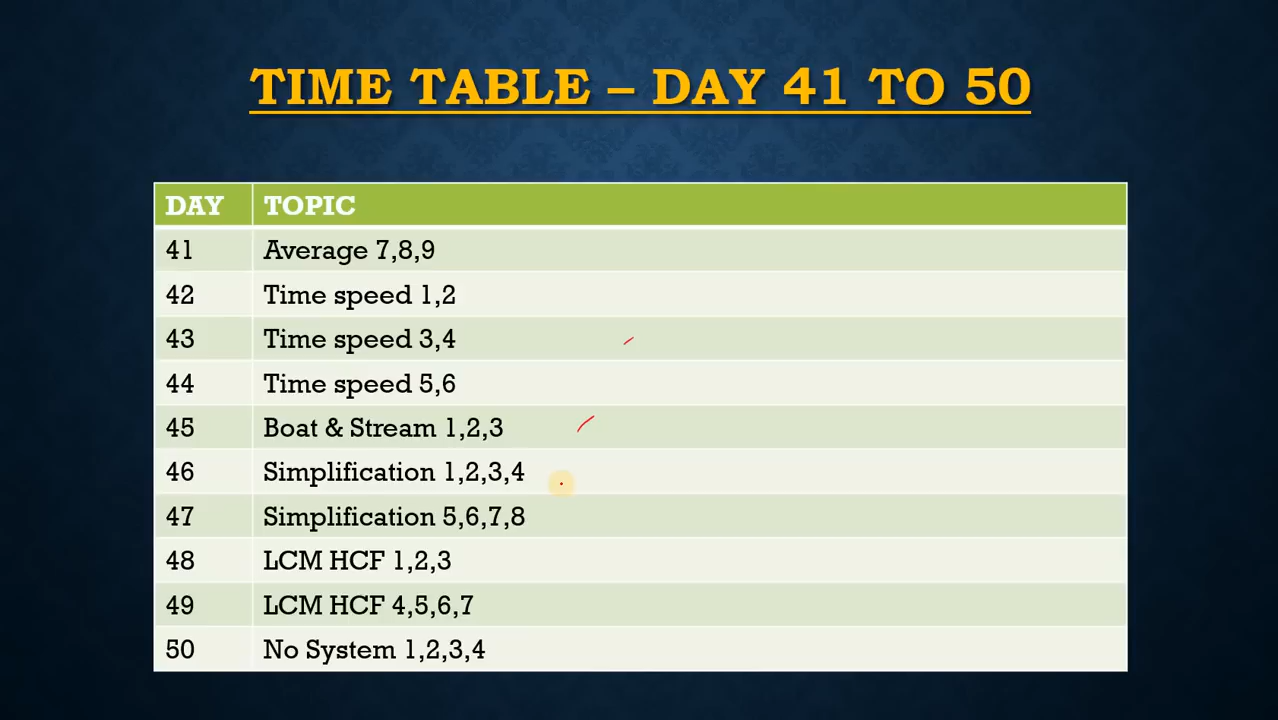 TIME TABLE – DAY 41 TO 50
DAY TOPIC
41 Average 7,8,9
42 Time speed 1,2
43 Time speed 3,4
44 Time speed 5,6
45 Boat & Stream 1,2,3
46 Simplification 1,2,3,4
47 Simplification 5,6,7,8
48 LCM HCF 1,2,3
49 LCM HCF 4,5,6,7
50 No System 1,2,3,4